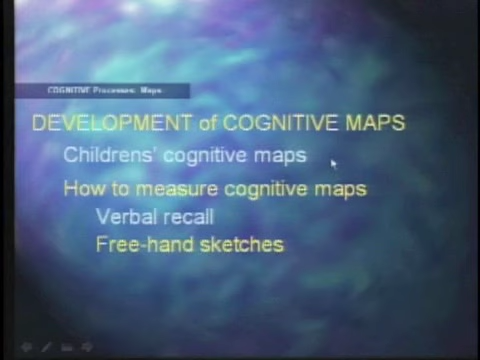 COGNITIVE Processes: Maps:
DEVELOPMENT of COGNITIVE MAPS
Childrens' cognitive maps
How to measure cognitive maps
Verbal recall
Free-hand sketches